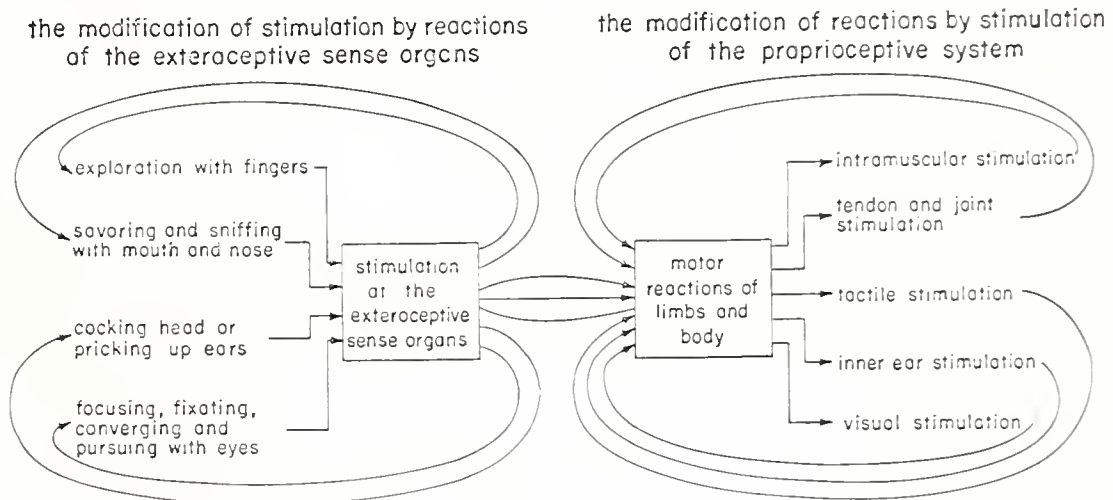 the modification of stimulation by reactions
of the exteroceptive sense organs
the modification of reactions by stimulation
of the proprioceptive system
exploration with fingers
savoring and sniffing
with mouth and nose
cocking head or
pricking up ears
focusing, fixating,
converging and
pursuing with eyes
stimulation
at the
exteroceptive
sense organs
motor
reactions of
limbs and
body
intramuscular stimulation
tendon and joint
stimulation
tactile stimulation
inner ear stimulation
visual stimulation